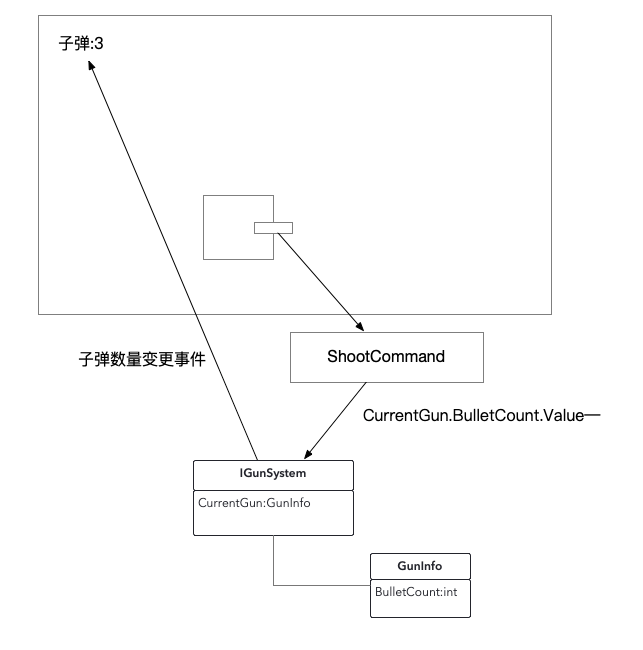 子弹:3
子弹数量变更事件
ShootCommand
CurrentGun.BulletCount.Value—
IGunSystem
CurrentGun:GunInfo
GunInfo
BulletCount:int